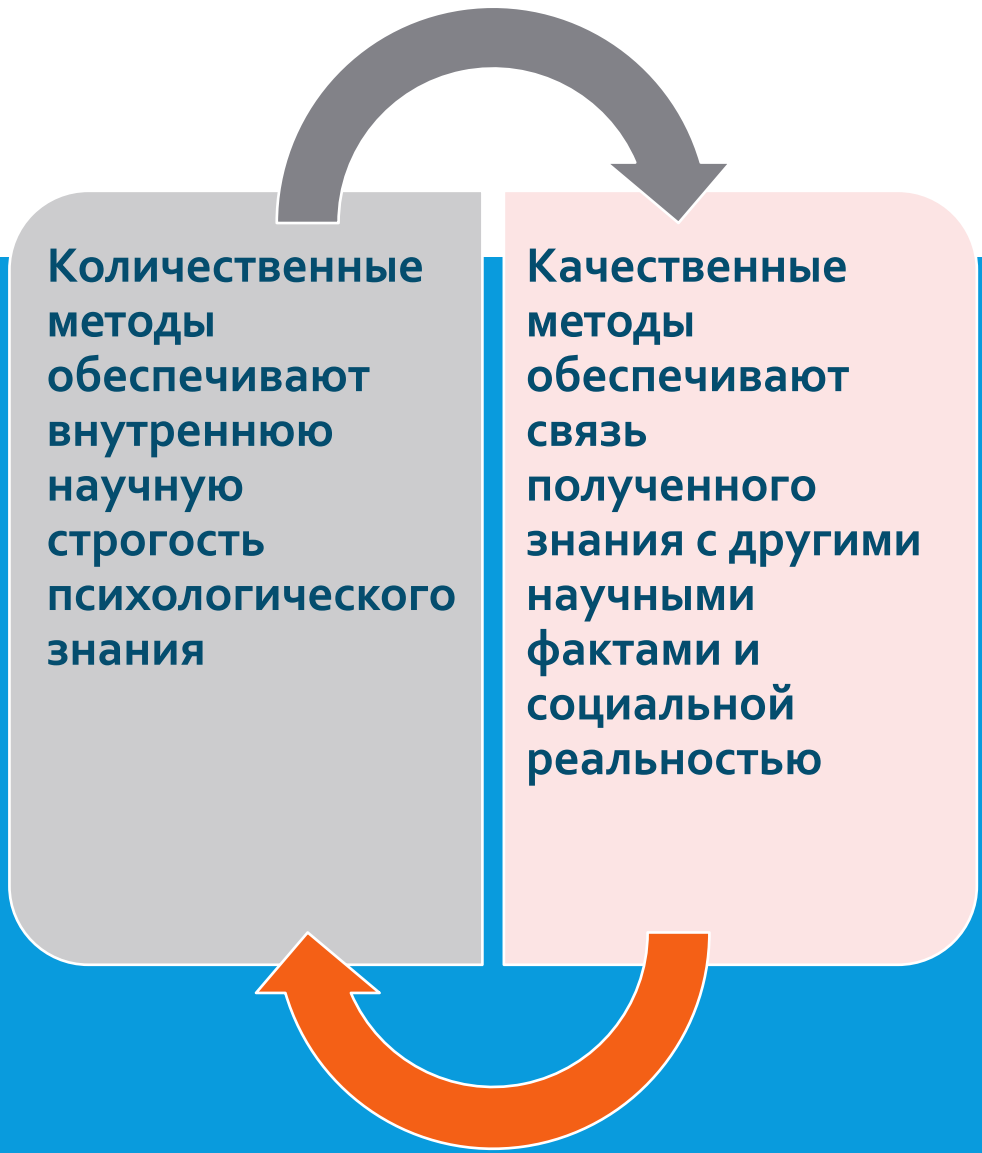 Количественные
методы
обеспечивают
внутреннюю
научную
строгость
психологического
знания
Качественные
методы
обеспечивают
связь
полученного
знания с другими
научными
фактами и
социальной
реальностью